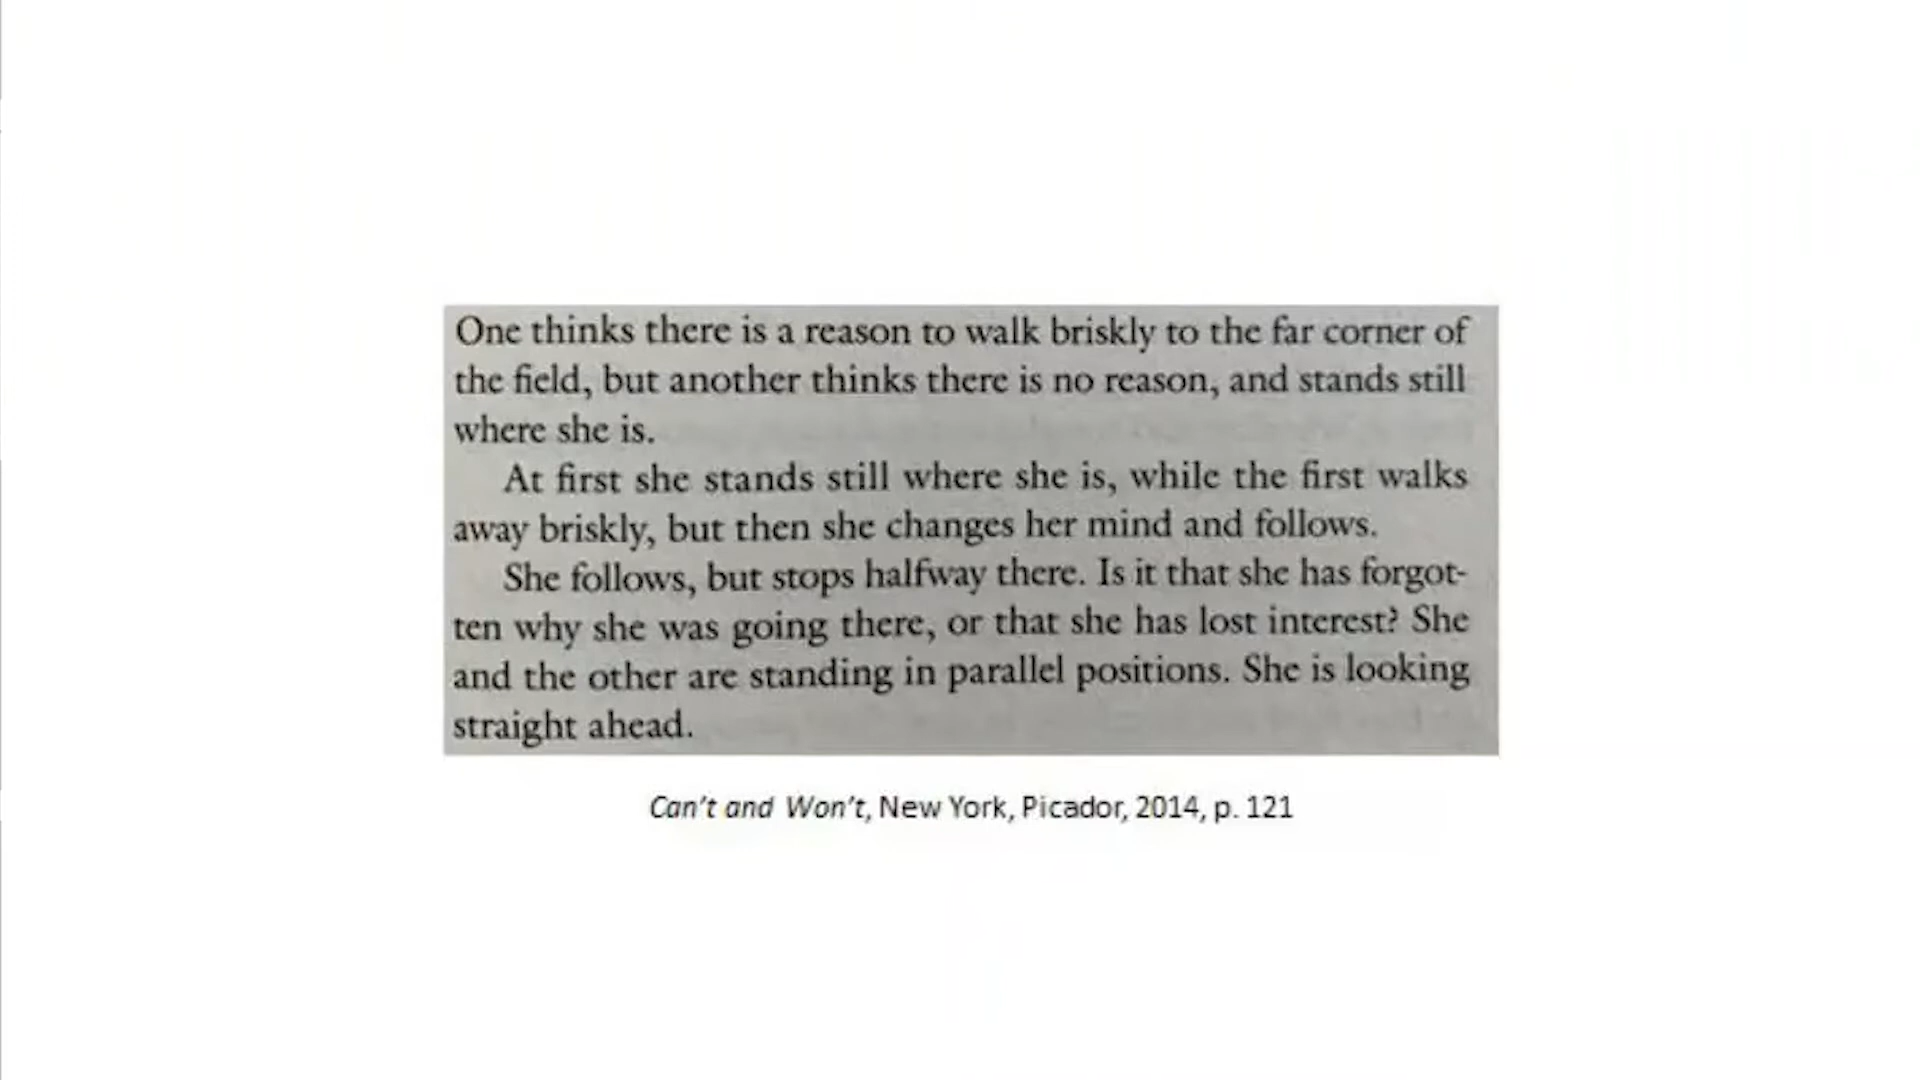 One thinks there is a reason to walk briskly to the far corner of
the field, but another thinks there is no reason, and stands still
where she is.
At first she stands still where she is, while the first walks
away briskly, but then she changes her mind and follows.
She follows, but stops halfway there. Is it that she has forgot-
ten why she was going there, or that she has lost interest? She
and the other are standing in parallel positions. She is looking
straight ahead.
Can't and Won't, New York, Picador, 2014, p. 121